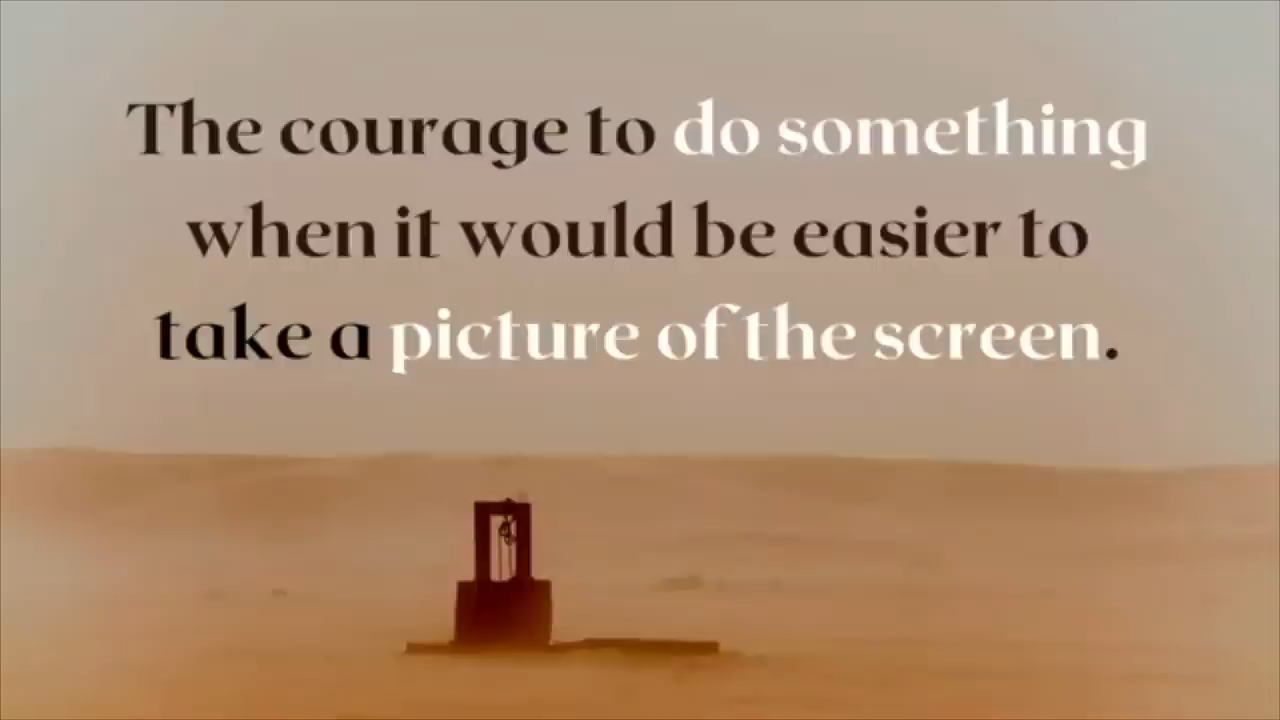 The courage to do something
when it would be easier to
take a picture of the screen.